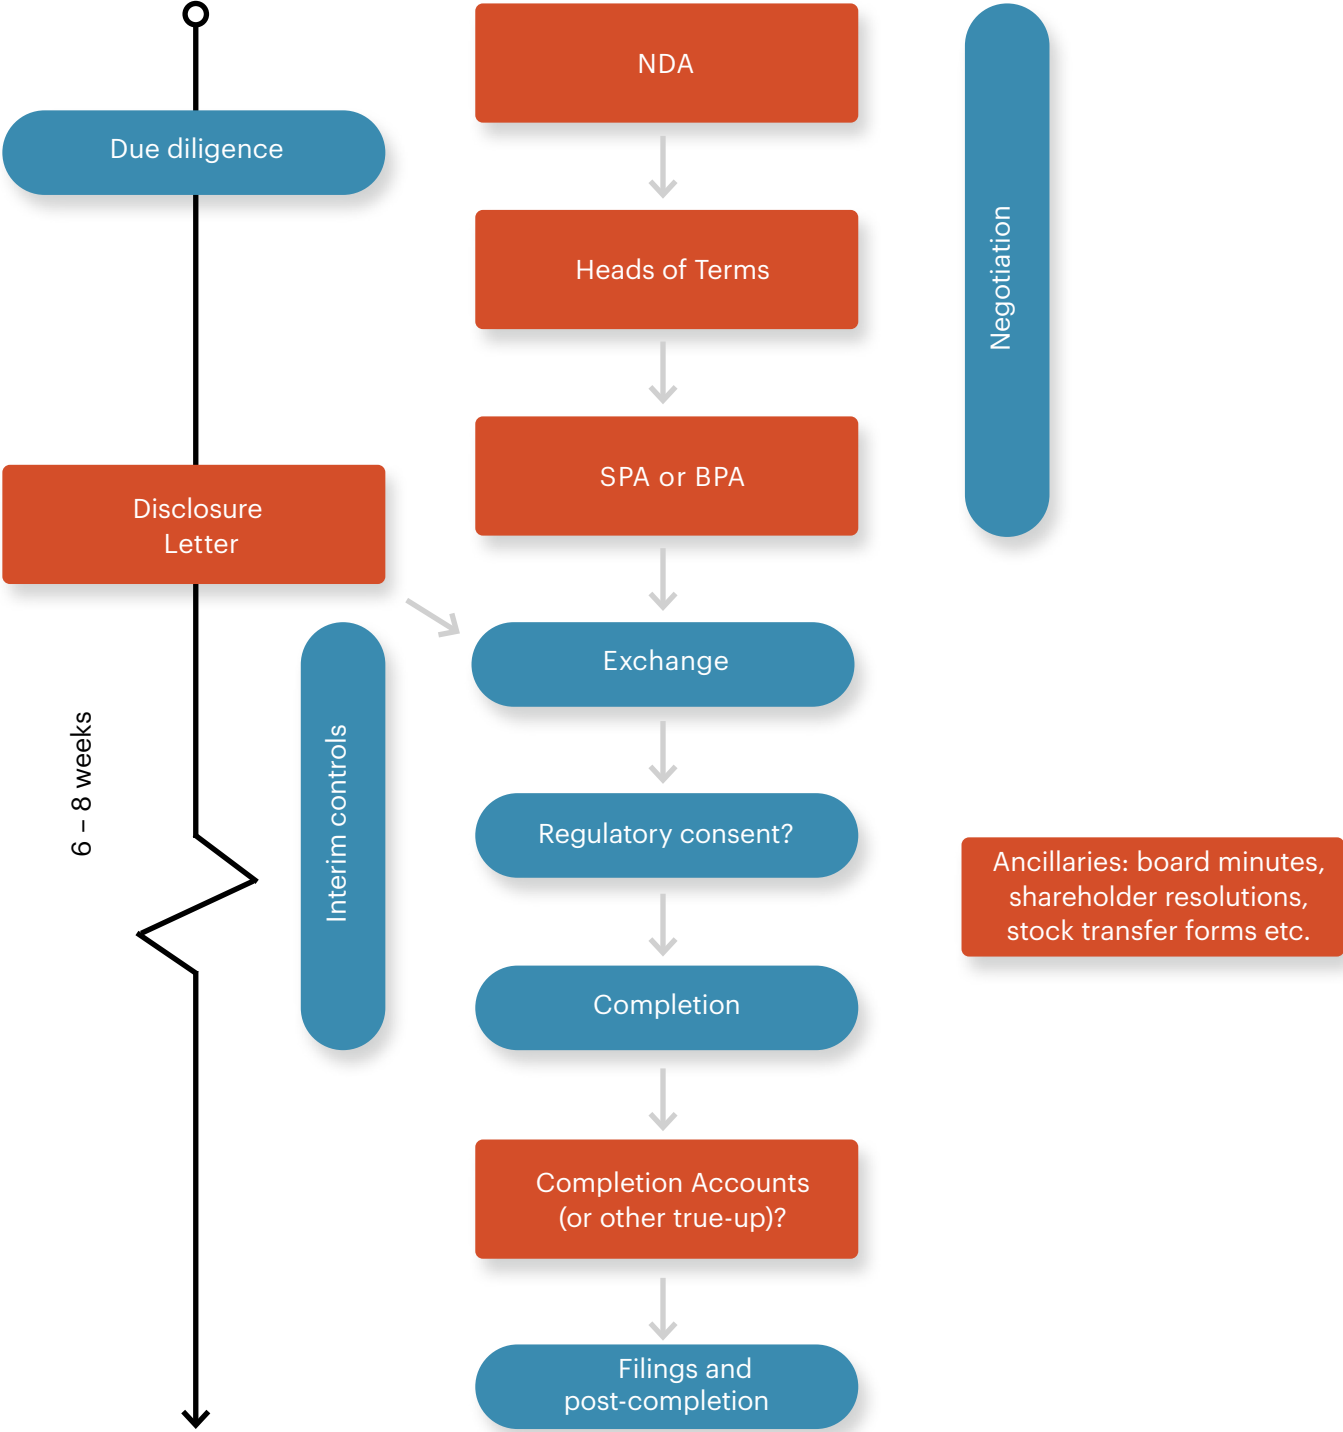 NDA
Due diligence
Heads of Terms
Negotiation
SPA or BPA
Disclosure
Letter
Exchange
6 – 8 weeks
Interim controls
Regulatory consent?
Ancillaries: board minutes,
shareholder resolutions,
stock transfer forms etc.
Completion
Completion Accounts
(or other true-up)?
Filings and
post-completion